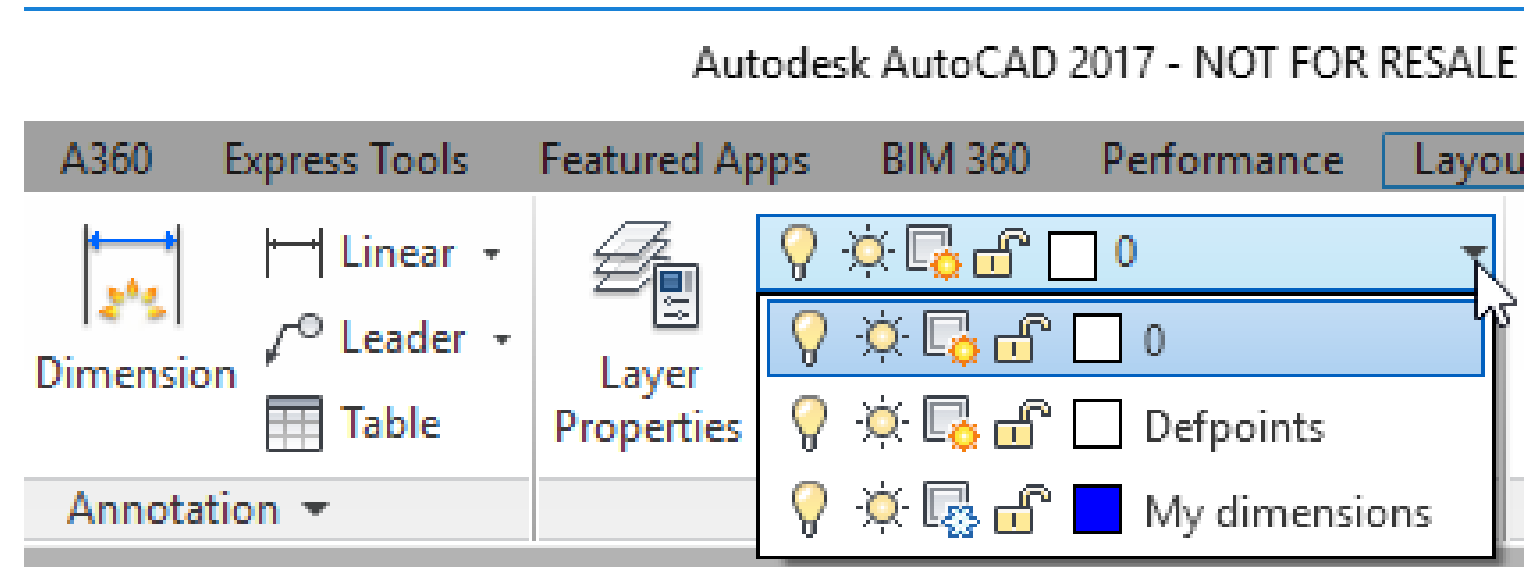 Autodesk AutoCAD 2017 - NOT FOR RESALE
A360 Express Tools Featured Apps BIM 360 Performance Layou
Linear
Leader
Table
Dimension
Annotation
Layer
Properties
0
0
Defpoints
My dimensions